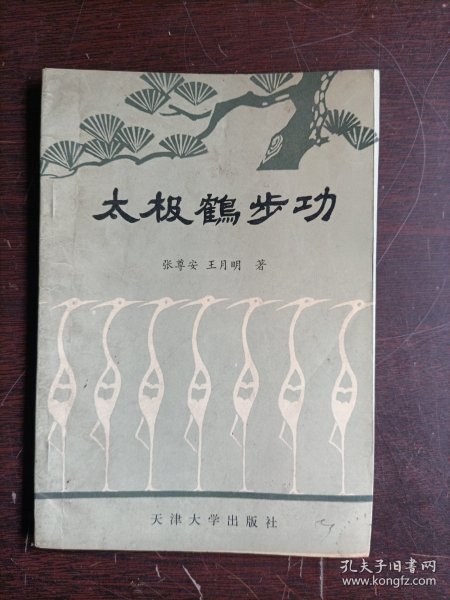 太极鶴步功
张尊安 王月明 著
天津大学出版社
孔夫子旧书网
www.kongfz.com